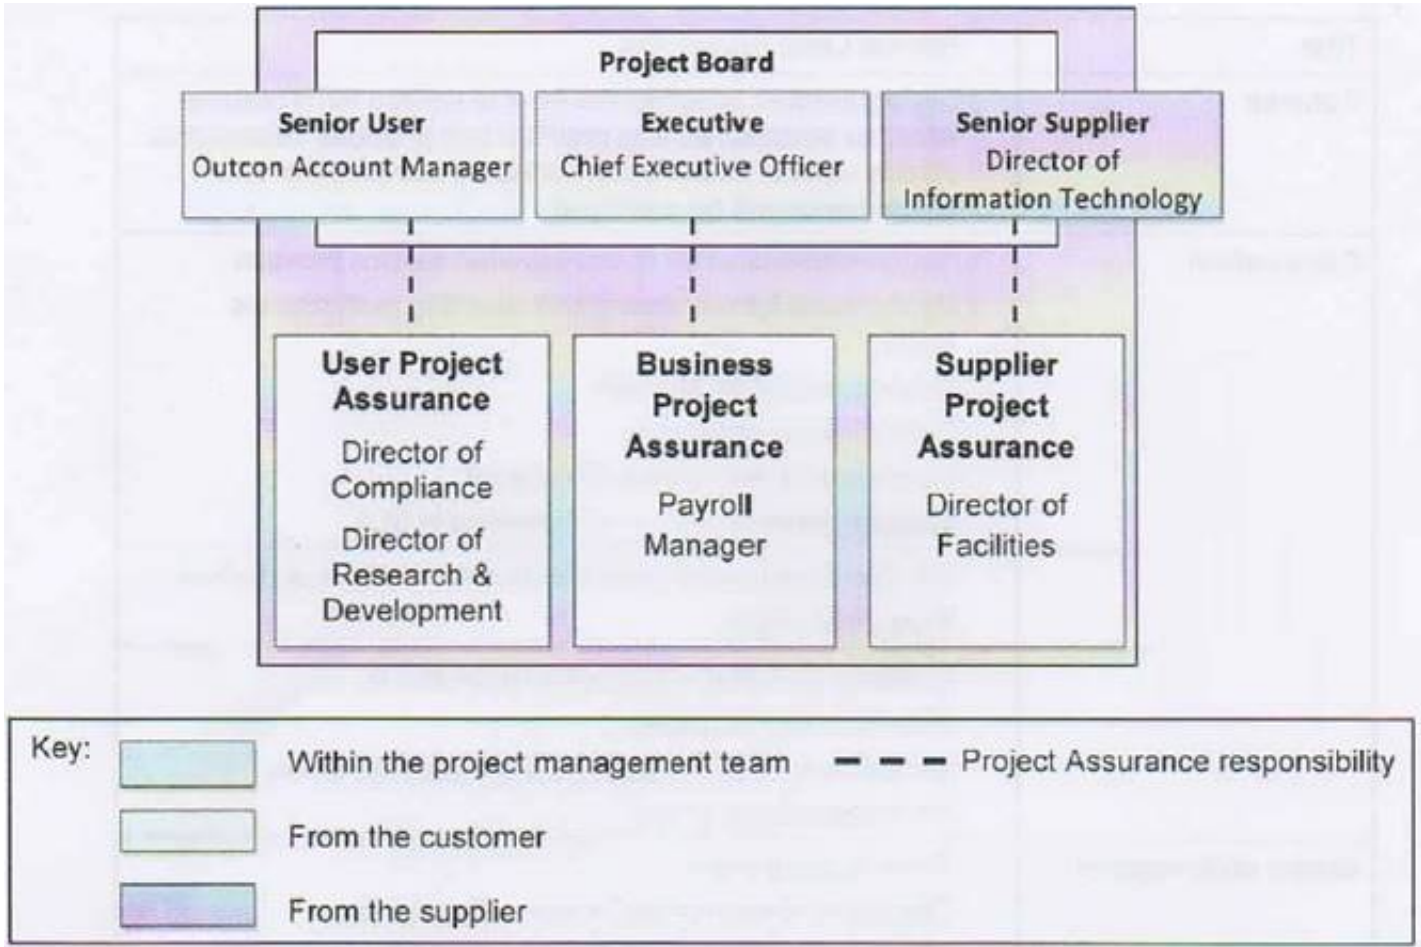 Project Board
Senior User
Outcon Account Manager
Executive
Chief Executive Officer
Senior Supplier
Director of
Information Technology
User Project
Assurance
Director of
Compliance
Director of
Research &
Development
Business
Project
Assurance
Payroll
Manager
Supplier
Project
Assurance
Director of
Facilities
Key:
Within the project management team
Project Assurance responsibility
From the customer
From the supplier